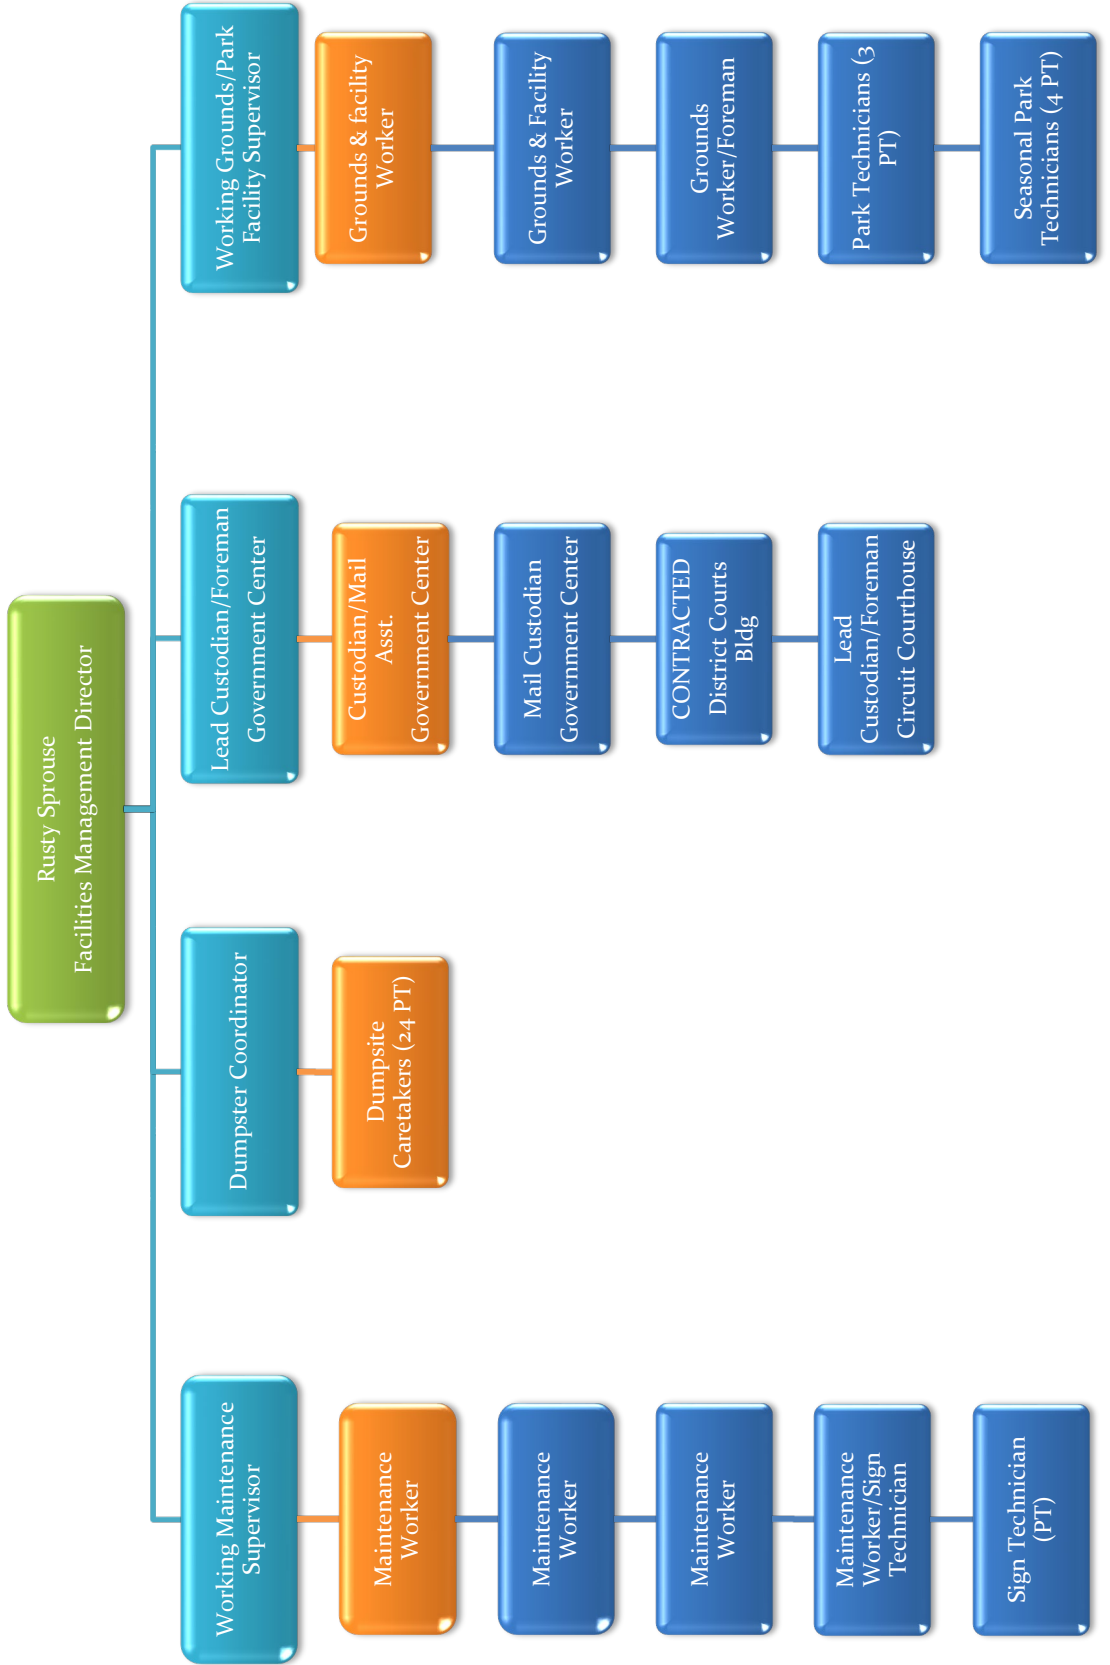 Rusty Sprouse
Facilities Management Director
Working Maintenance
Supervisor
Maintenance
Worker
Maintenance
Worker
Maintenance
Worker
Maintenance
Worker/Sign
Technician
Sign Technician
(PT)
Dumpster Coordinator
Dumpsite
Caretakers (24 PT)
Lead Custodian/Foreman
Government Center
Custodian/Mail
Asst.
Government Center
Mail Custodian
Government Center
CONTRACTED
District Courts
Bldg
Lead
Custodian/Foreman
Circuit Courthouse
Working Grounds/Park
Facility Supervisor
Grounds & facility
Worker
Grounds & Facility
Worker
Grounds
Worker/Foreman
Park Technicians (3
PT)
Seasonal Park
Technicians (4 PT)